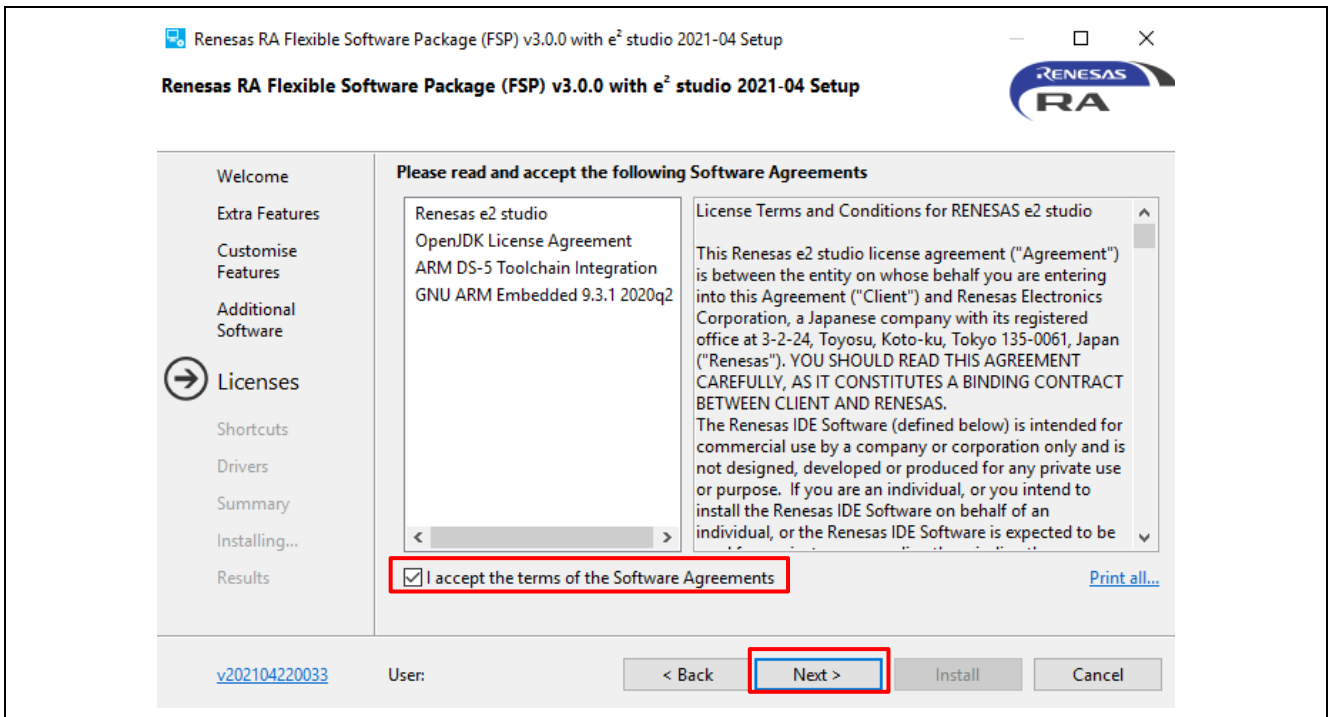 Renesas RA Flexible Software Package (FSP) v3.0.0 with e² studio 2021-04 Setup
Renesas RA Flexible Software Package (FSP) v3.0.0 with e² studio 2021-04 Setup
RENESAS
RA
Welcome
Extra Features
Customise
Features
Additional
Software
Licenses
Shortcuts
Drivers
Summary
Installing...
Results
Please read and accept the following Software Agreements
Renesas e2 studio
OpenJDK License Agreement
ARM DS-5 Toolchain Integration
GNU ARM Embedded 9.3.1 2020q2
License Terms and Conditions for RENESAS e2 studio
This Renesas e2 studio license agreement ("Agreement")
is between the entity on whose behalf you are entering
into this Agreement ("Client") and Renesas Electronics
Corporation, a Japanese company with its registered
office at 3-2-24, Toyosu, Koto-ku, Tokyo 135-0061, Japan
("Renesas"). YOU SHOULD READ THIS AGREEMENT
CAREFULLY, AS IT CONSTITUTES A BINDING CONTRACT
BETWEEN CLIENT AND RENESAS.
The Renesas IDE Software (defined below) is intended for
commercial use by a company or corporation only and is
not designed, developed or produced for any private use
or purpose.  If you are an individual, or you intend to
install the Renesas IDE Software on behalf of an
individual, or the Renesas IDE Software is expected to be
I accept the terms of the Software Agreements
Print all...
v202104220033
User:
< Back
Next >
Install
Cancel